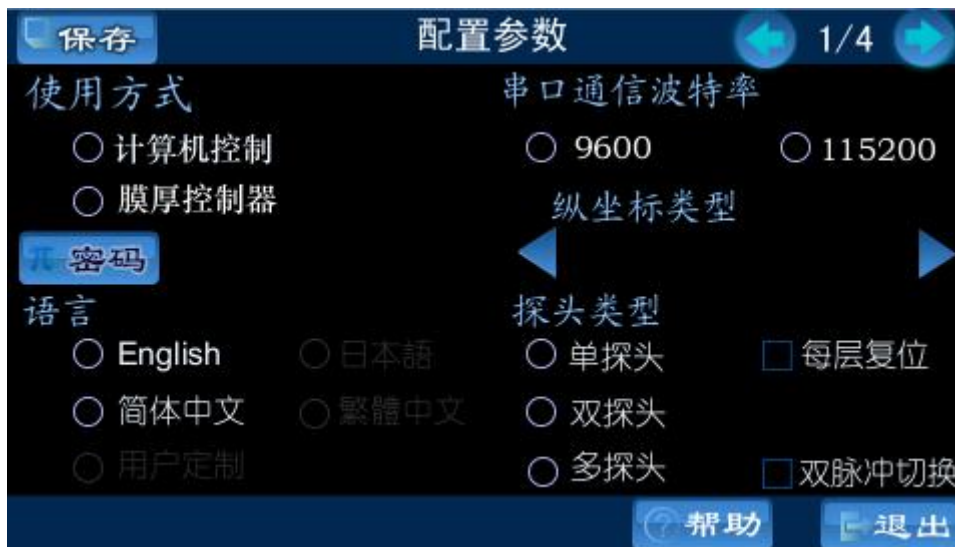 保存 配置参数 1/4
使用方式 串口通信波特率
计算机控制 9600 115200
膜厚控制器 纵坐标类型
π 密码
语言 探头类型
English 日本語 单探头 每层复位
简体中文 繁體中文 双探头
用户定制 多探头 双脉冲切换
? 帮助 退出